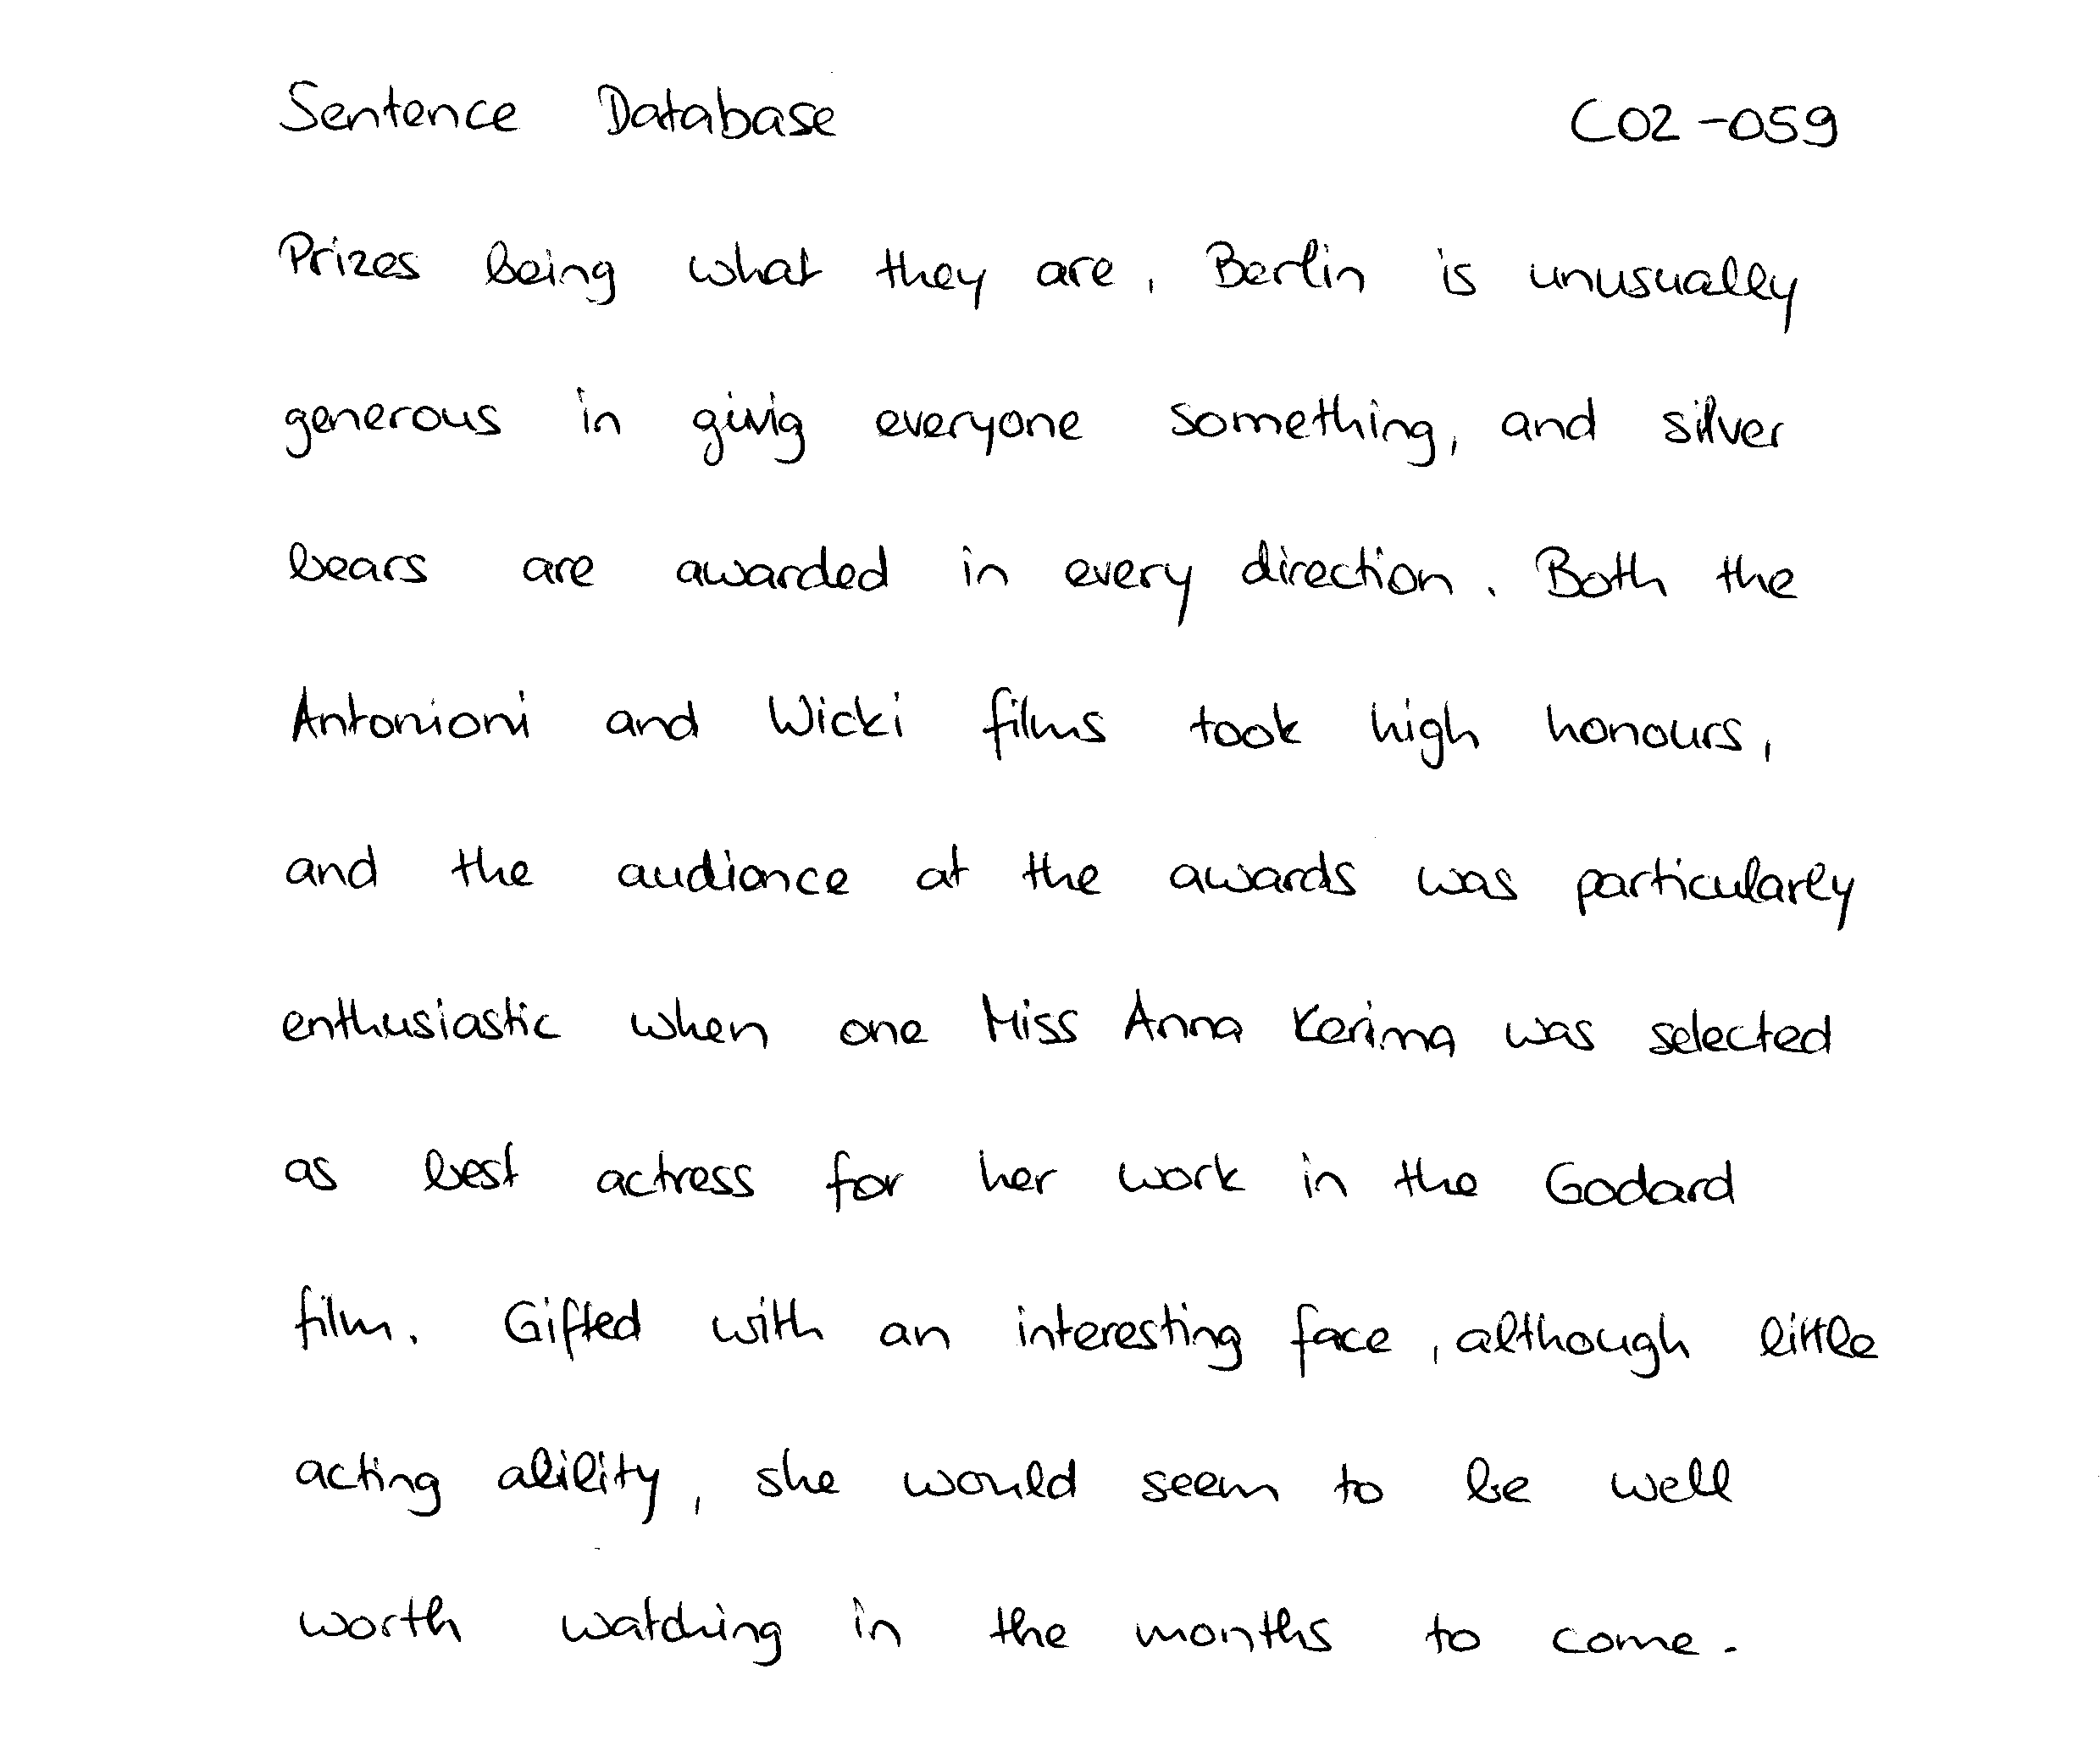 Sentence Database C02-059
Prizes being what they are, Berlin is unusually
generous in givig everyone something, and silver
bears are awarded in every direction. Both the
Antonioni and Wicki films took high honours,
and the audience at the awards was particularly
enthusiastic when one Miss Anna Kerima was selected
as best actress for her work in the Godard
film. Gifted with an interesting face, although little
acting ability, she would seem to be well
worth watching in the months to come.